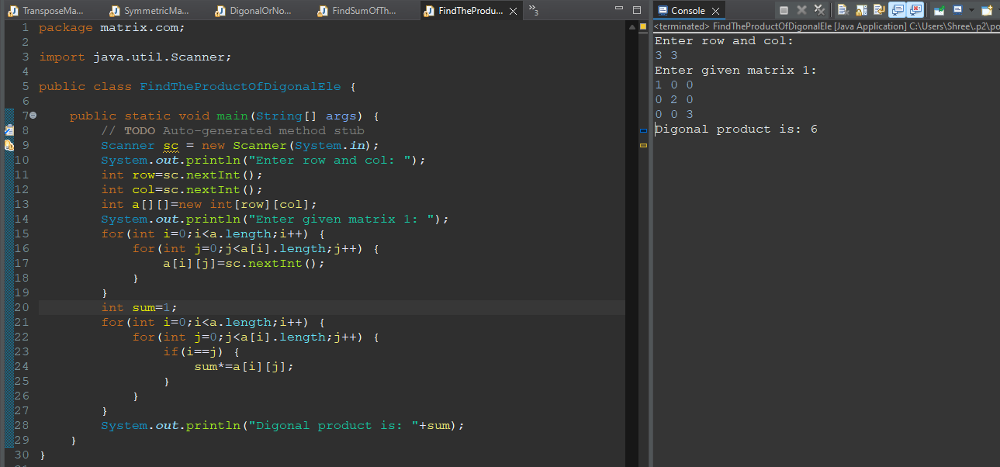 TransposeMa...
SymmetricMa...
DigonalOrNo...
FindSumOfTh...
FindTheProdu...
3
1 package matrix.com;
2
3 import java.util.Scanner;
4
5 public class FindTheProductOfDigonalEle {
6
7 public static void main(String[] args) {
8 // TODO Auto-generated method stub
9 Scanner sc = new Scanner(System.in);
10 System.out.println("Enter row and col: ");
11 int row=sc.nextInt();
12 int col=sc.nextInt();
13 int a[][]=new int[row][col];
14 System.out.println("Enter given matrix 1: ");
15 for(int i=0;i<a.length;i++) {
16 for(int j=0;j<a[i].length;j++) {
17 a[i][j]=sc.nextInt();
18 }
19 }
20 int sum=1;
21 for(int i=0;i<a.length;i++) {
22 for(int j=0;j<a[i].length;j++) {
23 if(i==j) {
24 sum*=a[i][j];
25 }
26 }
27 }
28 System.out.println("Digonal product is: "+sum);
29 }
30 }
Console
<terminated> FindTheProductOfDigonalEle [Java Application] C:\Users\Shree\.p2\po
Enter row and col:
3 3
Enter given matrix 1:
1 0 0
0 2 0
0 0 3
Digonal product is: 6